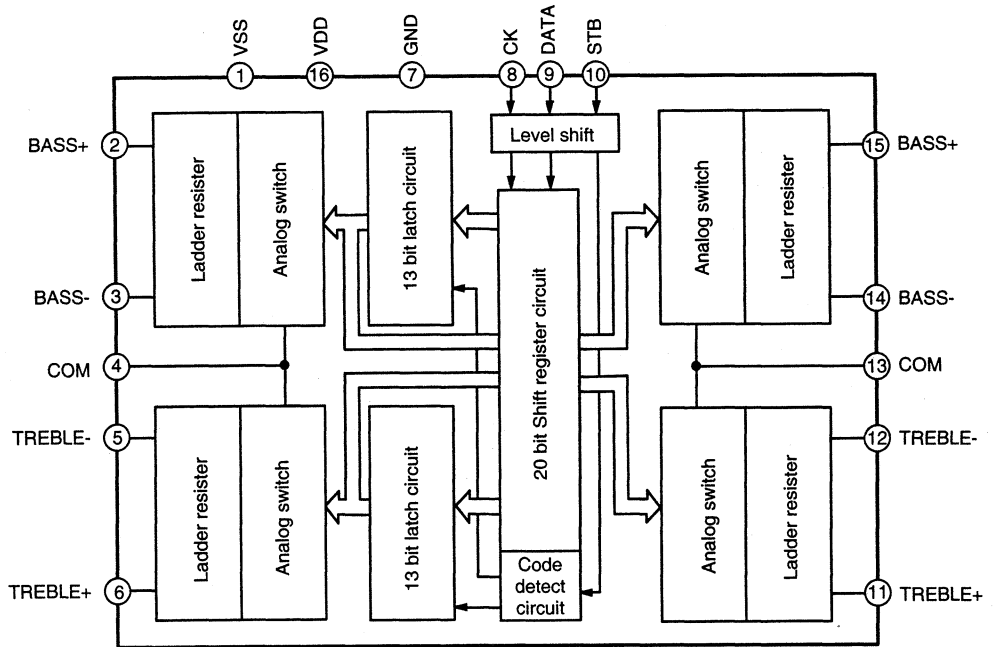 VSS
VDD
GND
CK
DATA
STB
1
16
7
8
9
10
Level shift
BASS+
2
15
BASS+
Ladder resister
Analog switch
13 bit latch circuit
20 bit Shift register circuit
Analog switch
Ladder resister
BASS-
3
14
BASS-
COM
4
13
COM
TREBLE-
5
12
TREBLE-
Ladder resister
Analog switch
13 bit latch circuit
Analog switch
Ladder resister
Code
detect
circuit
TREBLE+
6
11
TREBLE+